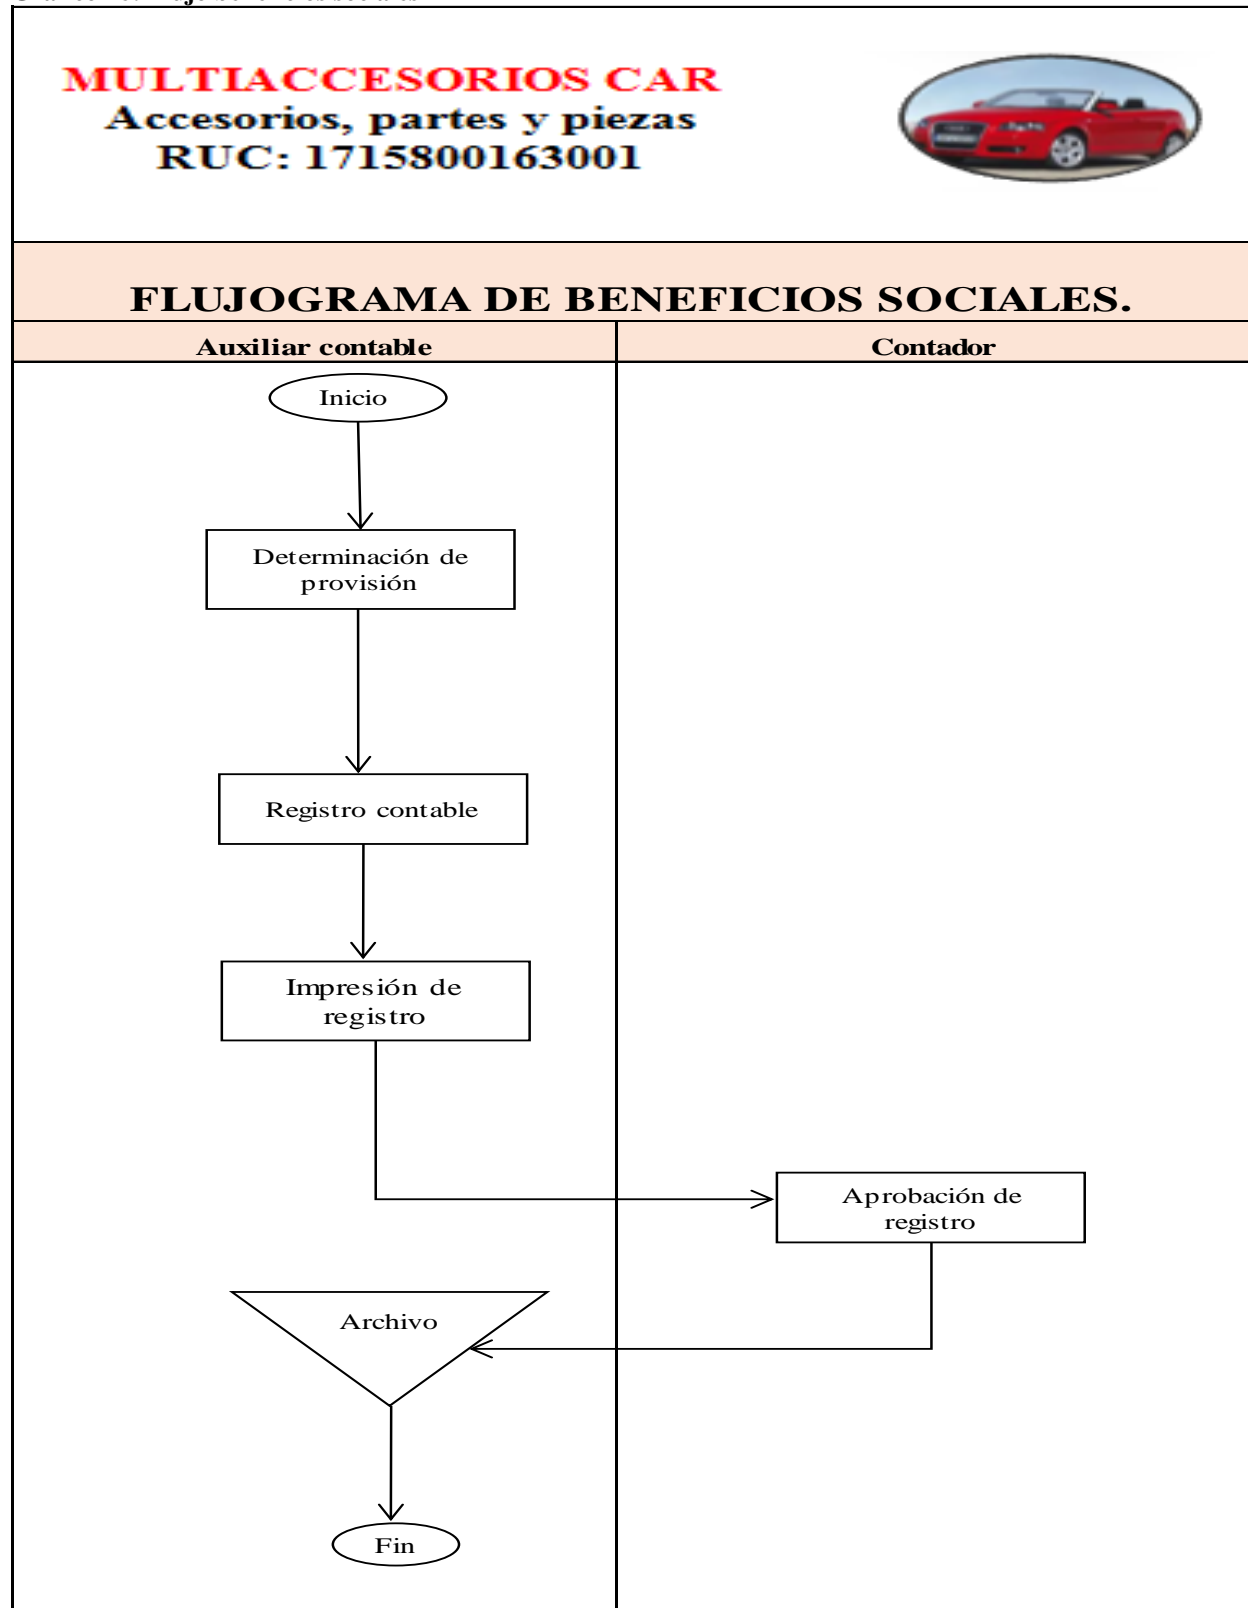 MULTIACCESORIOS CAR
Accesorios, partes y piezas
RUC: 1715800163001
FLUJOGRAMA DE BENEFICIOS SOCIALES.
Auxiliar contable
Contador
Inicio
Determinación de
provisión
Registro contable
Impresión de
registro
Aprobación de
registro
Archivo
Fin